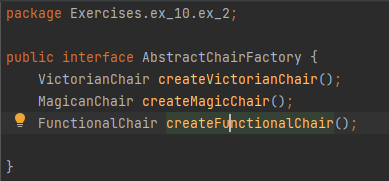 package Exercises.ex_10.ex_2;
public interface AbstractChairFactory {
VictorianChair createVictorianChair();
MagicanChair createMagicChair();
FunctionalChair createFunctionalChair();
}